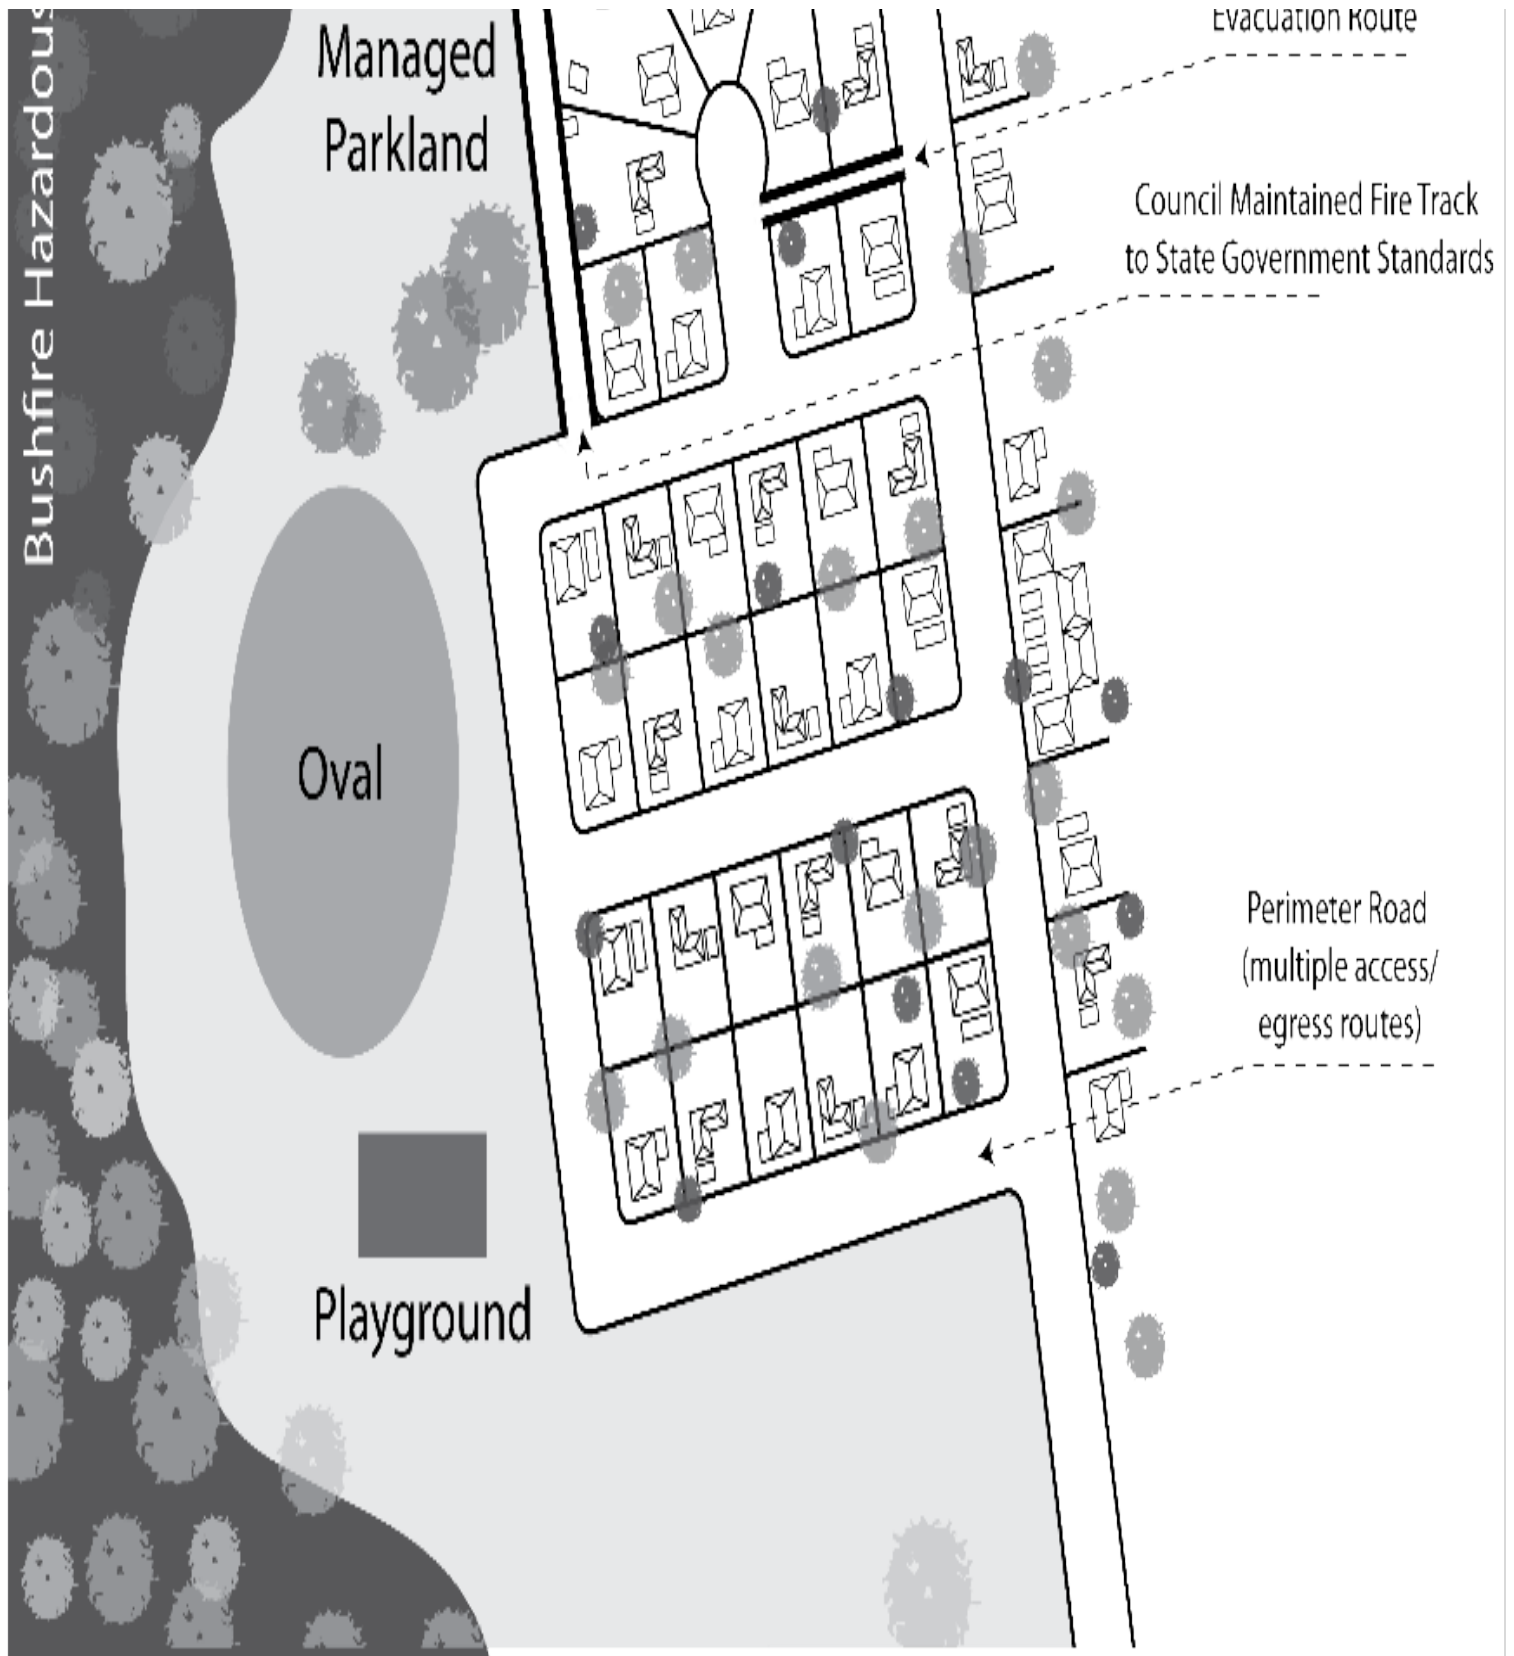 Evacuation Route
Managed
Parkland
Bushfire Hazardous
Council Maintained Fire Track
to State Government Standards
Oval
Perimeter Road
(multiple access/
egress routes)
Playground